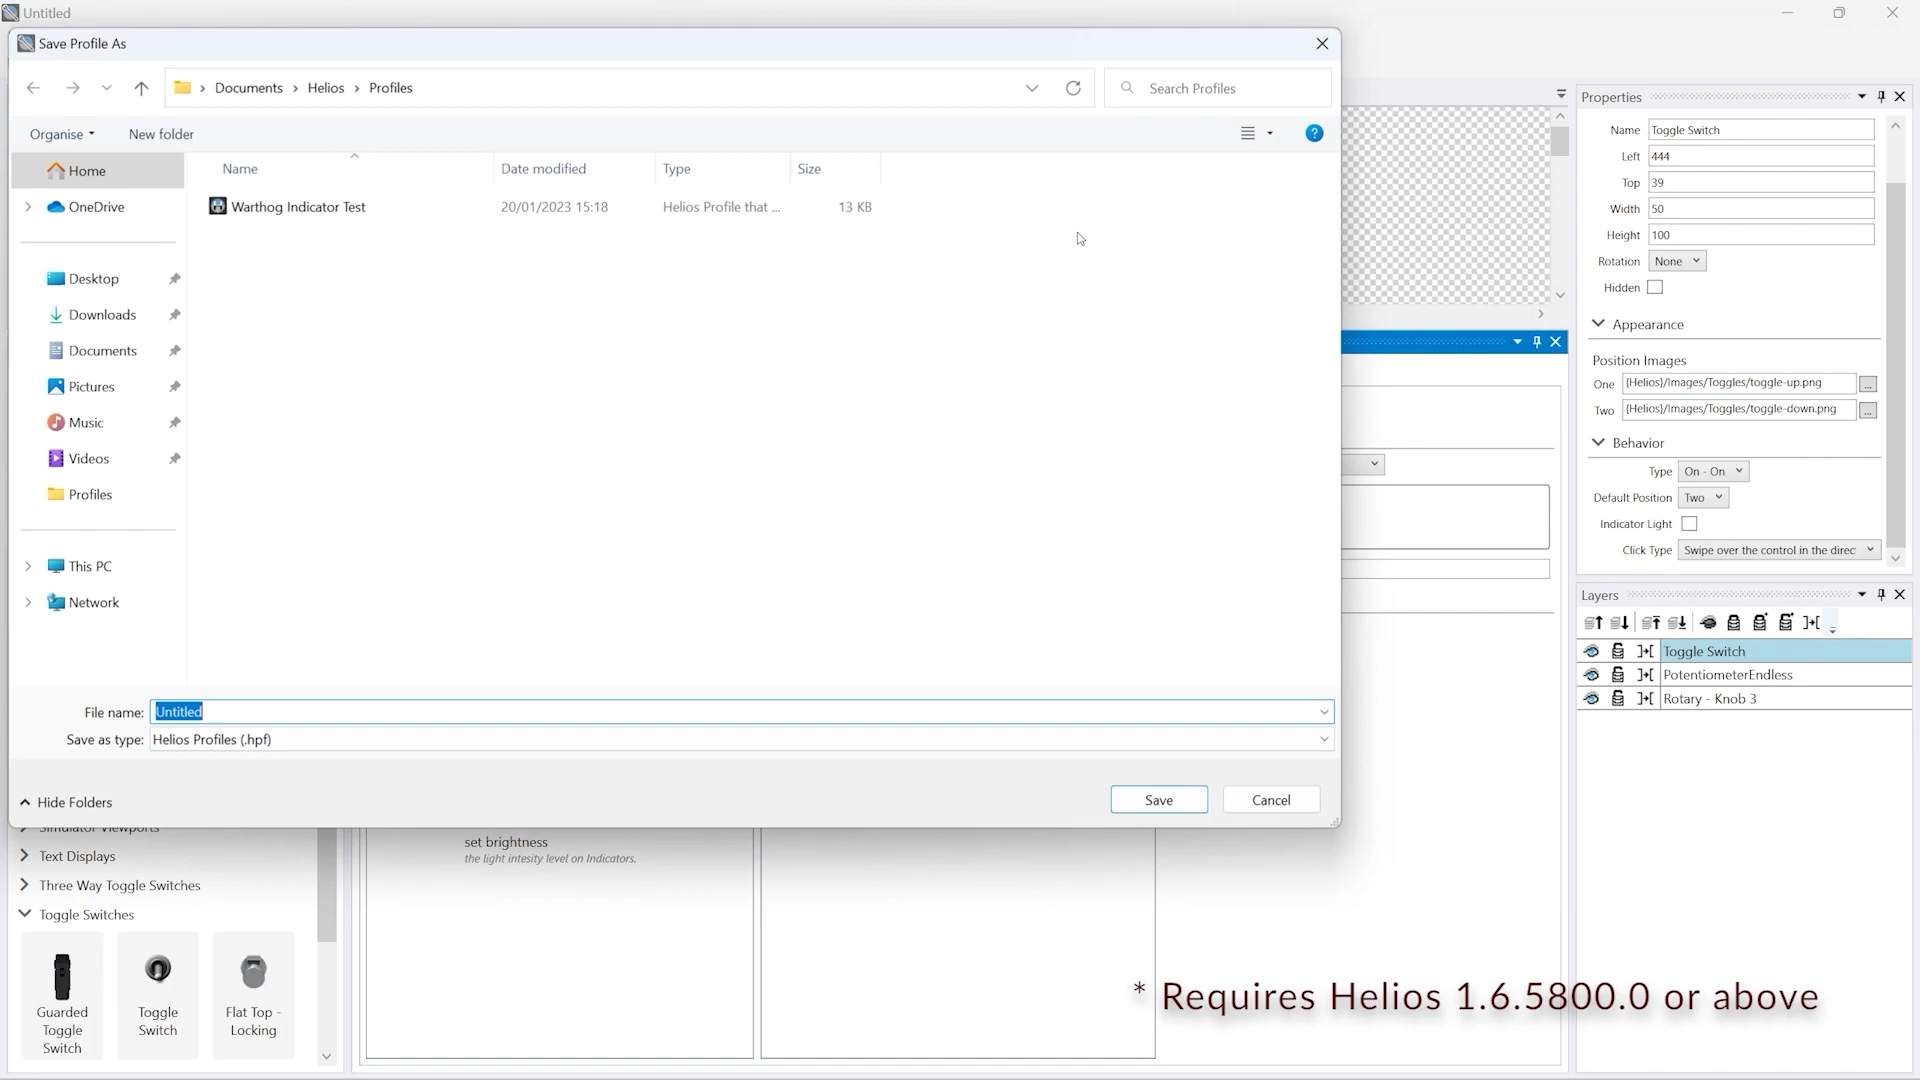 Untitled
Save Profile As
Documents > Helios > Profiles
Search Profiles
Organise
New folder
Name
Date modified
Type
Size
Warthog Indicator Test
20/01/2023 15:18
Helios Profile that ...
13 KB
Home
OneDrive
Desktop
Downloads
Documents
Pictures
Music
Videos
Profiles
This PC
Network
File name: Untitled
Save as type: Helios Profiles (.hpf)
Hide Folders
Save
Cancel
Simulator Viewports
Text Displays
Three Way Toggle Switches
Toggle Switches
Guarded
Toggle
Switch
Toggle
Switch
Flat Top -
Locking
set brightness
the light intesity level on Indicators.
Properties
Name Toggle Switch
Left 444
Top 39
Width 50
Height 100
Rotation None
Hidden
Appearance
Position Images
One {Helios}/Images/Toggles/toggle-up.png ...
Two {Helios}/Images/Toggles/toggle-down.png ...
Behavior
Type On - On
Default Position Two
Indicator Light
Click Type Swipe over the control in the direc
Layers
Toggle Switch
PotentiometerEndless
Rotary - Knob 3
* Requires Helios 1.6.5800.0 or above